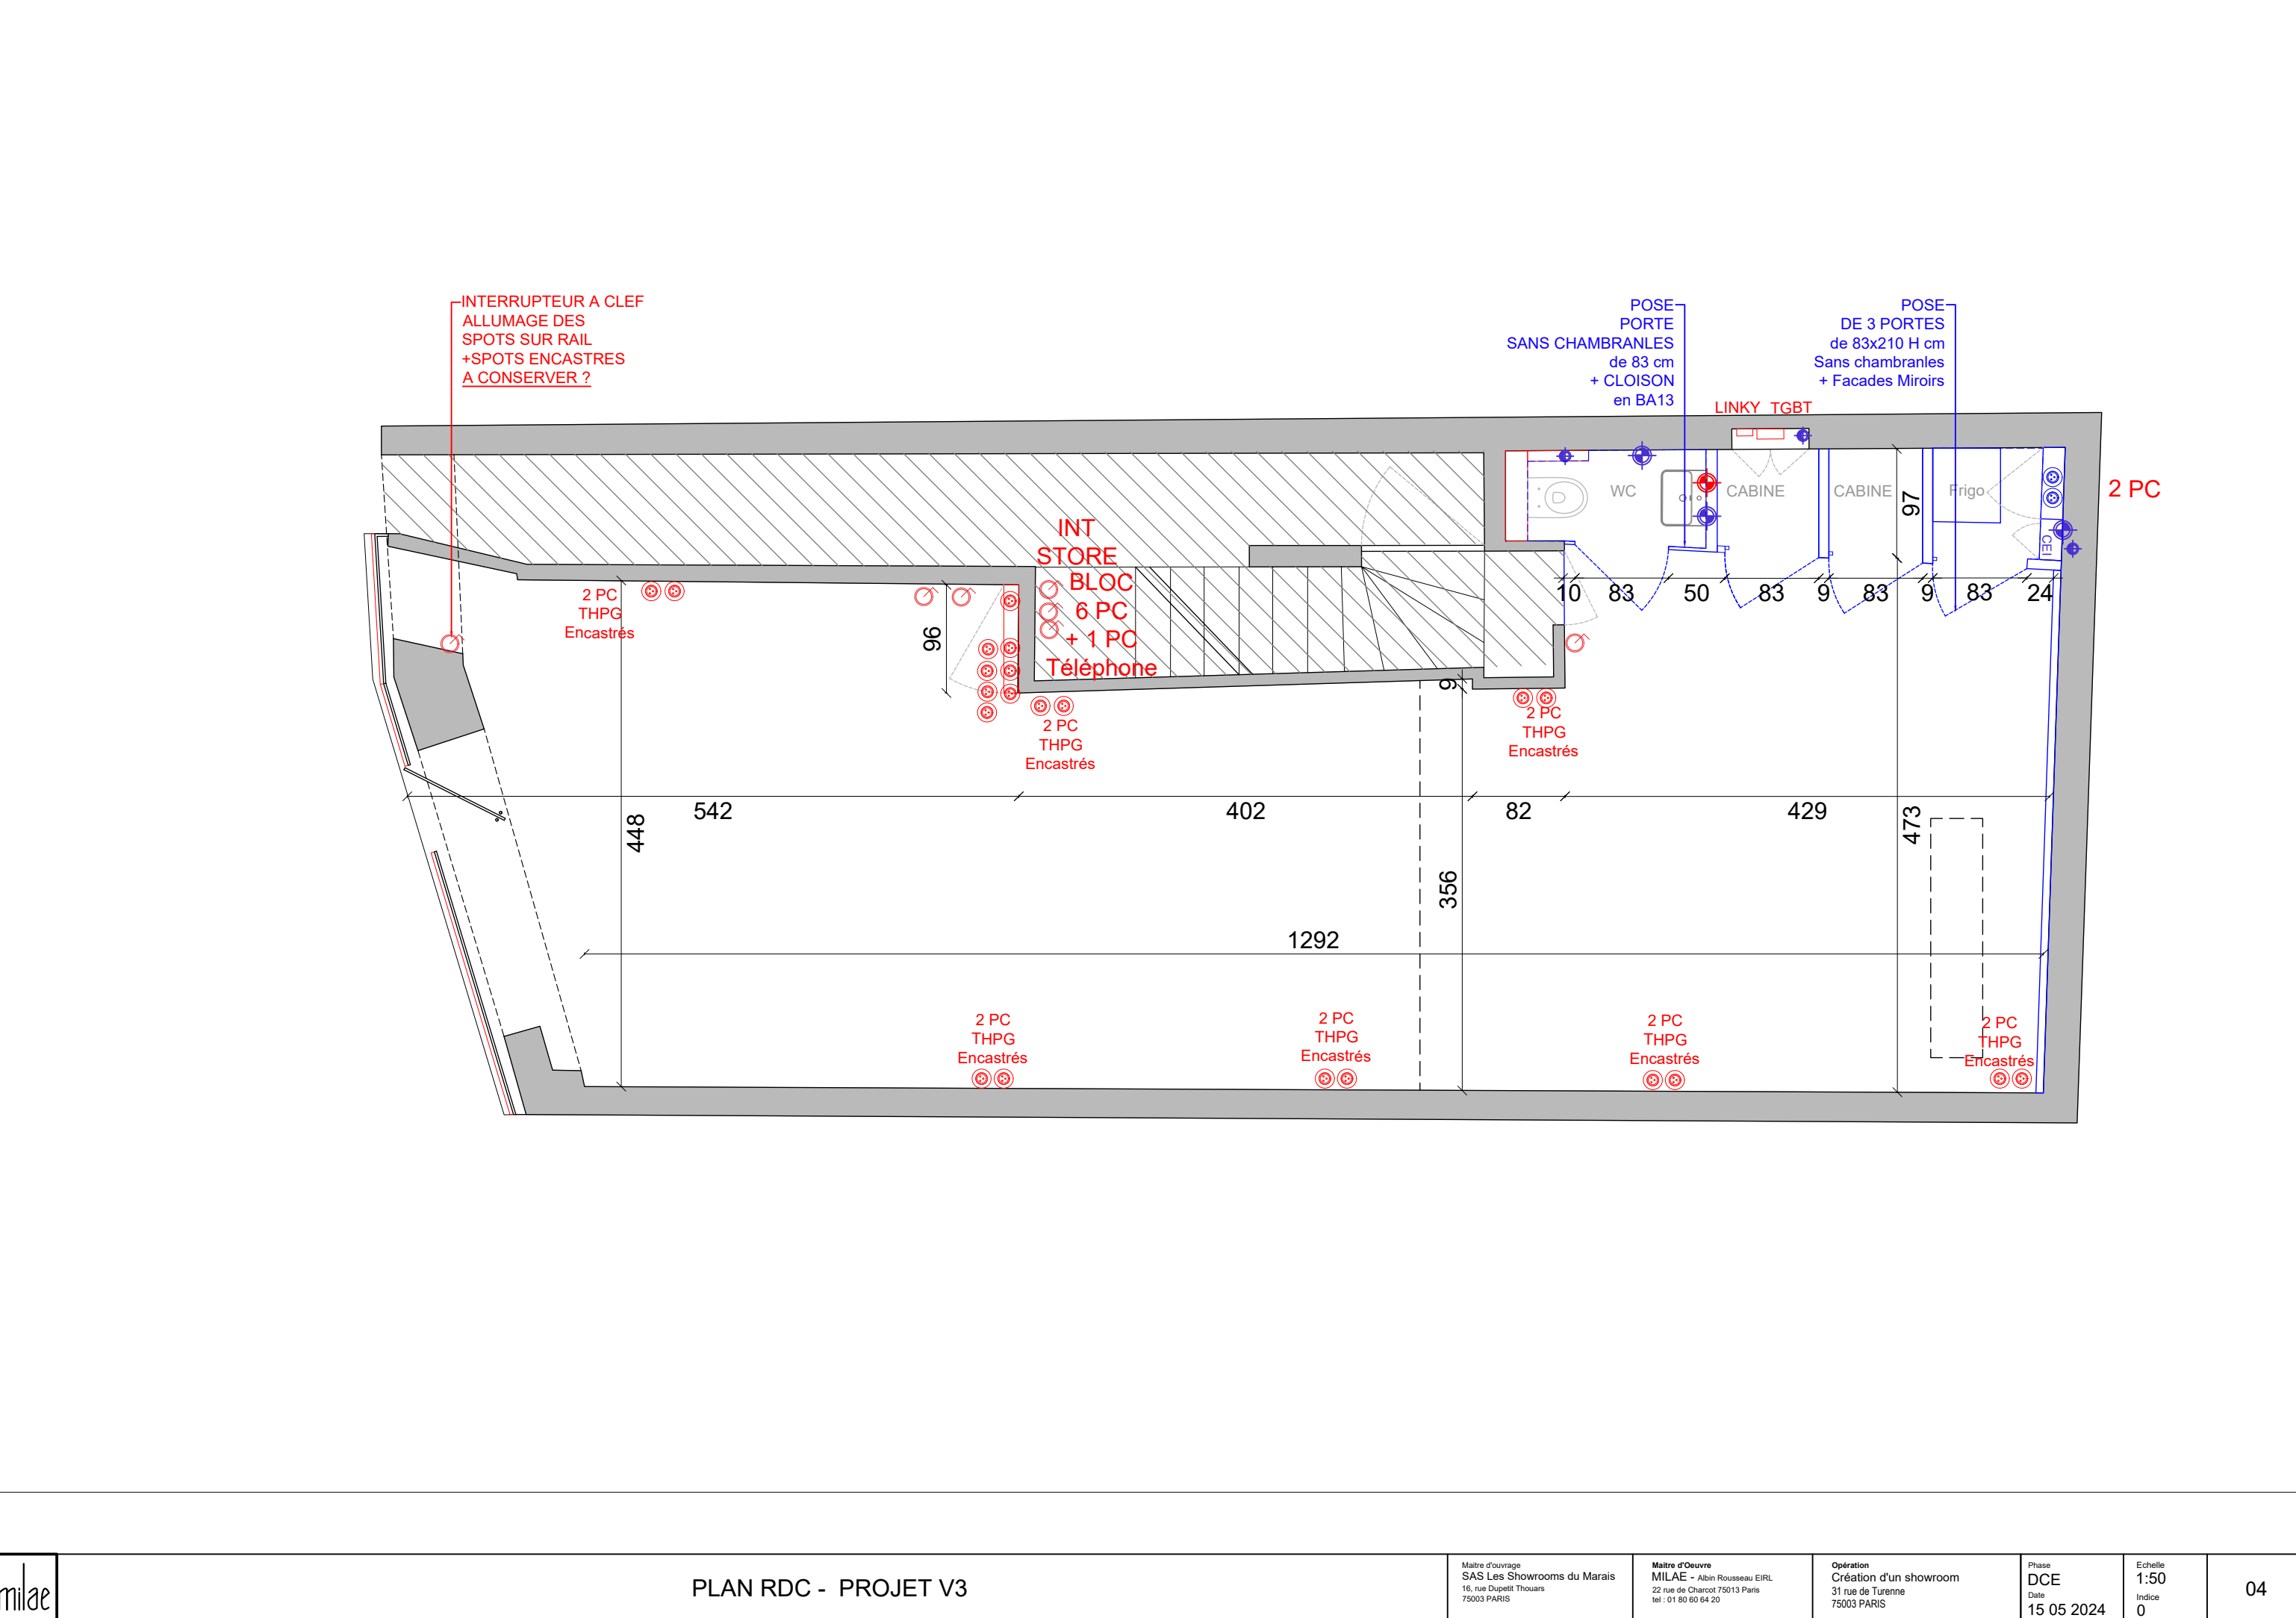 INTERRUPTEUR A CLEF
ALLUMAGE DES
SPOTS SUR RAIL
+SPOTS ENCASTRES
A CONSERVER ?
POSE
PORTE
SANS CHAMBRANLES
de 83 cm
+ CLOISON
en BA13
POSE
DE 3 PORTES
de 83x210 H cm
Sans chambranles
+ Facades Miroirs
LINKY TGBT
WC
CABINE
CABINE
Frigo
97
2 PC
CEI
INT
STORE
BLOC
6 PC
+ 1 PC
Téléphone
2 PC
THPG
Encastrés
96
10
83
50
83
9
83
9
83
24
2 PC
THPG
Encastrés
9
2 PC
THPG
Encastrés
542
402
82
429
448
473
356
1292
2 PC
THPG
Encastrés
2 PC
THPG
Encastrés
2 PC
THPG
Encastrés
2 PC
THPG
Encastrés
milae
PLAN RDC - PROJET V3
Maitre d'ouvrage
SAS Les Showrooms du Marais
16, rue Dupetit Thouars
75003 PARIS
Maitre d'Oeuvre
MILAE - Albin Rousseau EIRL
22 rue de Charcot 75013 Paris
tel : 01 80 60 64 20
Opération
Création d'un showroom
31 rue de Turenne
75003 PARIS
Phase
DCE
Date
15 05 2024
Echelle
1:50
Indice
0
04